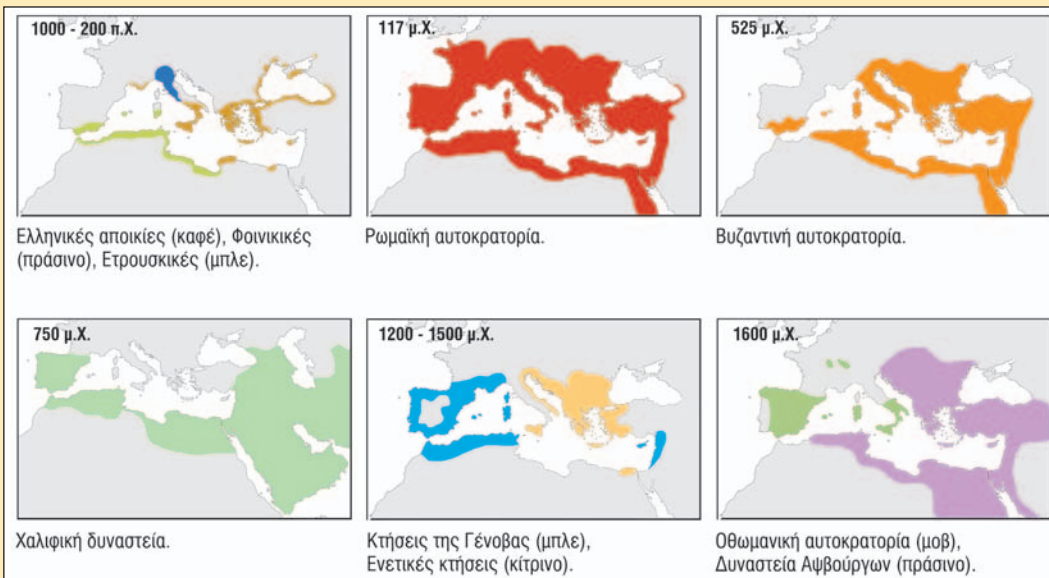 1000 - 200 π.Χ.
Ελληνικές αποικίες (καφέ), Φοινικικές
(πράσινο), Ετρουσκικές (μπλε).
117 μ.Χ.
Ρωμαϊκή αυτοκρατορία.
525 μ.Χ.
Βυζαντινή αυτοκρατορία.
750 μ.Χ.
Χαλιφική δυναστεία.
1200 - 1500 μ.Χ.
Κτήσεις της Γένοβας (μπλε),
Ενετικές κτήσεις (κίτρινο).
1600 μ.Χ.
Οθωμανική αυτοκρατορία (μοβ),
Δυναστεία Αψβούργων (πράσινο).